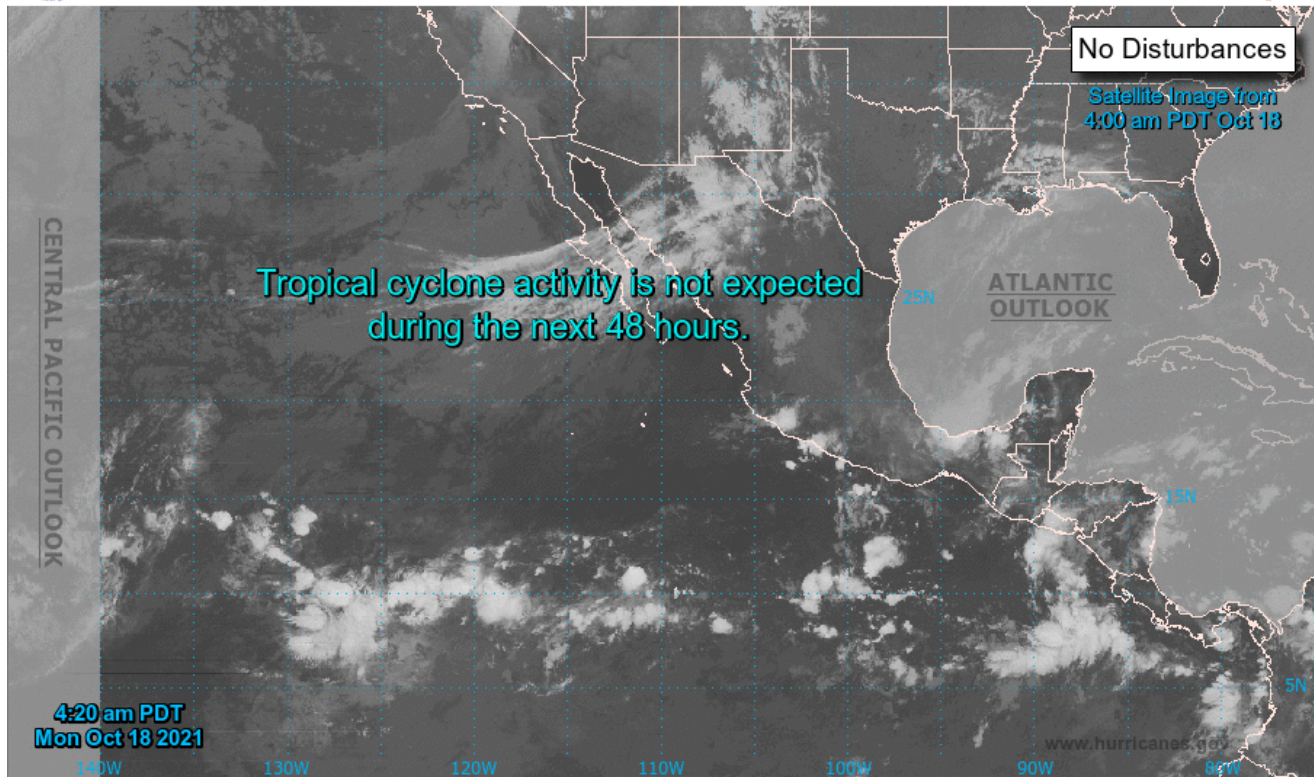 No Disturbances
Satellite Image from
4:00 am PDT Oct 18
CENTRAL PACIFIC OUTLOOK
Tropical cyclone activity is not expected
during the next 48 hours.
ATLANTIC
OUTLOOK
25N
15N
5N
4:20 am PDT
Mon Oct 18 2021
www.hurricanes.gov
140W 130W 120W 110W 100W 90W 80W